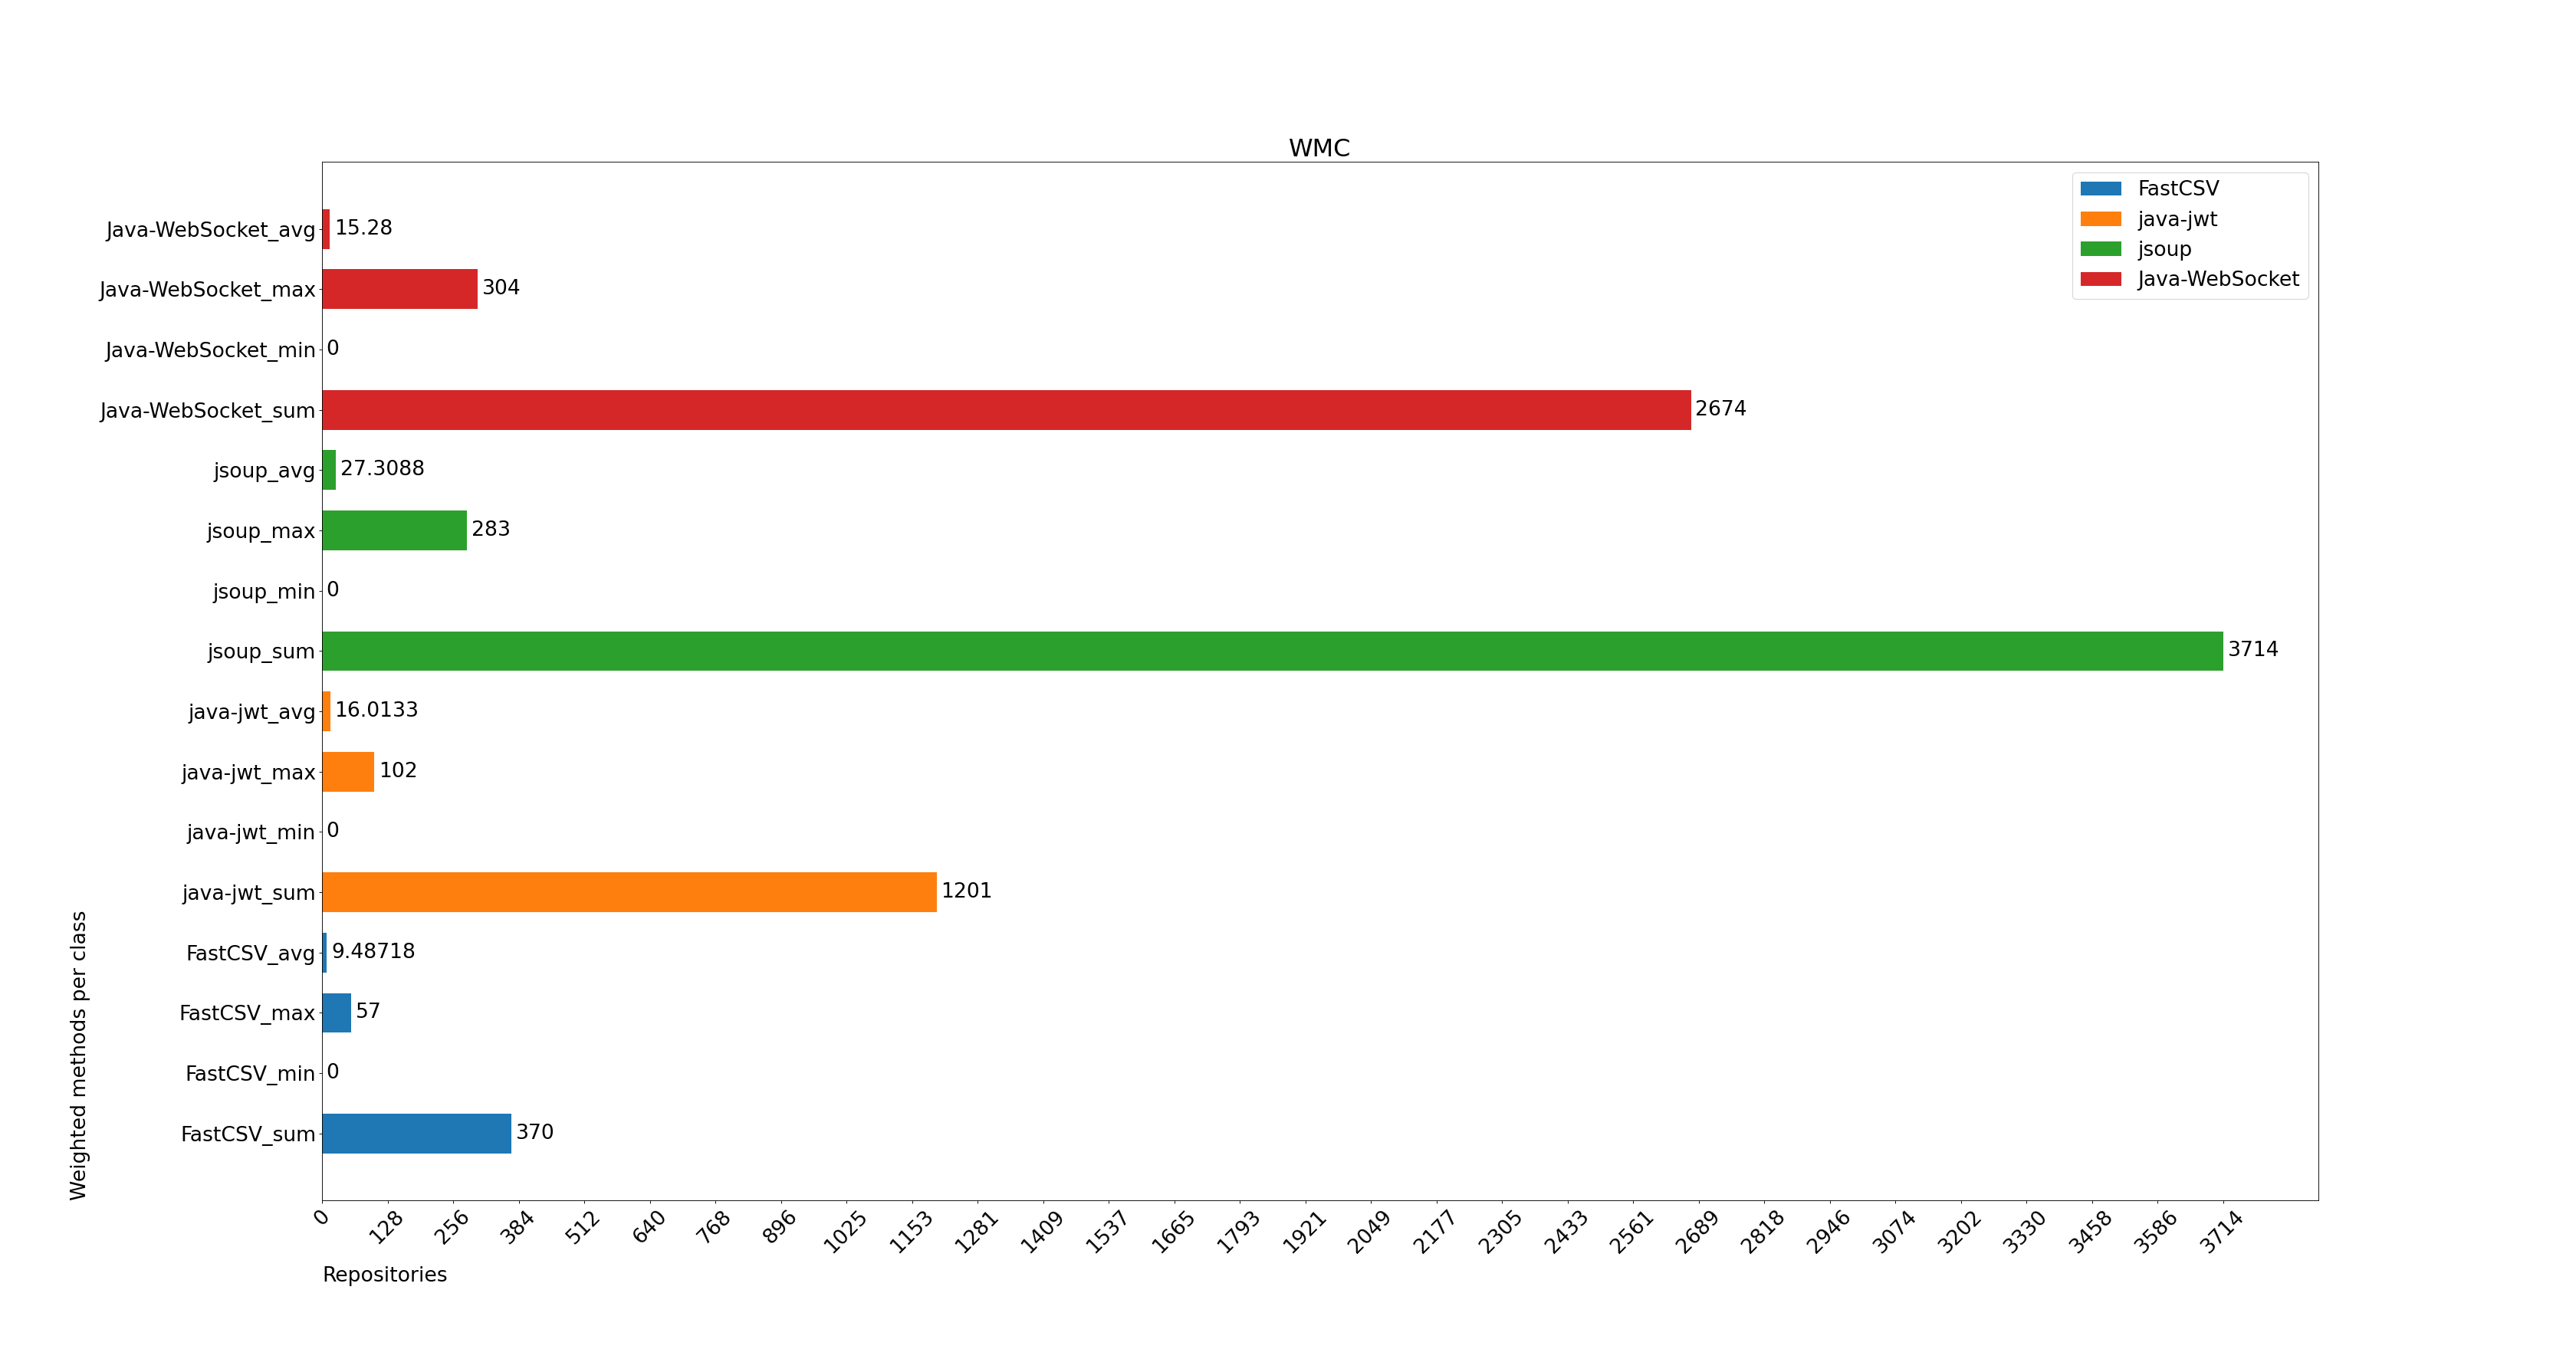 WMC
FastCSV
java-jwt
jsoup
Java-WebSocket
Java-WebSocket_avg 15.28
Java-WebSocket_max 304
Java-WebSocket_min 0
Java-WebSocket_sum 2674
jsoup_avg 27.3088
jsoup_max 283
jsoup_min 0
jsoup_sum 3714
java-jwt_avg 16.0133
java-jwt_max 102
java-jwt_min 0
java-jwt_sum 1201
FastCSV_avg 9.48718
FastCSV_max 57
FastCSV_min 0
FastCSV_sum 370
Weighted methods per class
0 128 256 384 512 640 768 896 1025 1153 1281 1409 1537 1665 1793 1921 2049 2177 2305 2433 2561 2689 2818 2946 3074 3202 3330 3458 3586 3714
Repositories